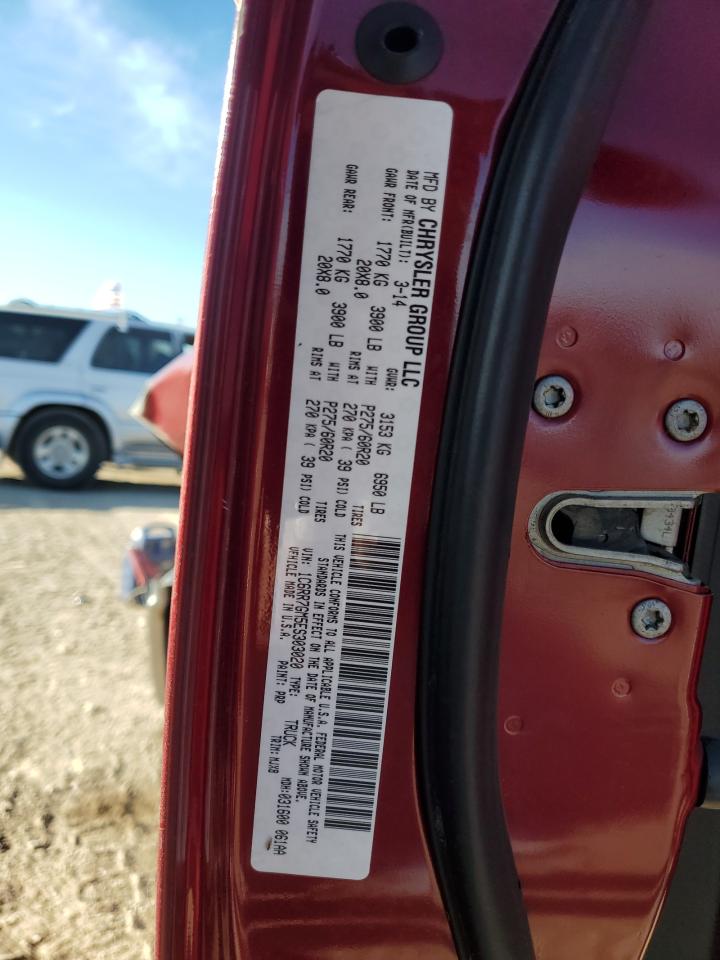 MFD BY CHRYSLER GROUP LLC
DATE OF MFR(BUILT): 3-14 GVWR: 3153 KG 6950 LB
GAWR FRONT: 1770 KG 3900 LB WITH P275/60R20 TIRES
20X8.0 RIMS AT 270 KPA ( 39 PSI) COLD
GAWR REAR: 1770 KG 3900 LB WITH P275/60R20 TIRES
20X8.0 RIMS AT 270 KPA ( 39 PSI) COLD
THIS VEHICLE CONFORMS TO ALL APPLICABLE U.S.A. FEDERAL MOTOR VEHICLE SAFETY
STANDARDS IN EFFECT ON THE DATE OF MANUFACTURE SHOWN ABOVE.
VIN: 1C6RR7GM5ES303020 TYPE: TRUCK MDH:031600 061AA
VEHICLE MADE IN U.S.A. PAINT: PRP TRIM: MJX8